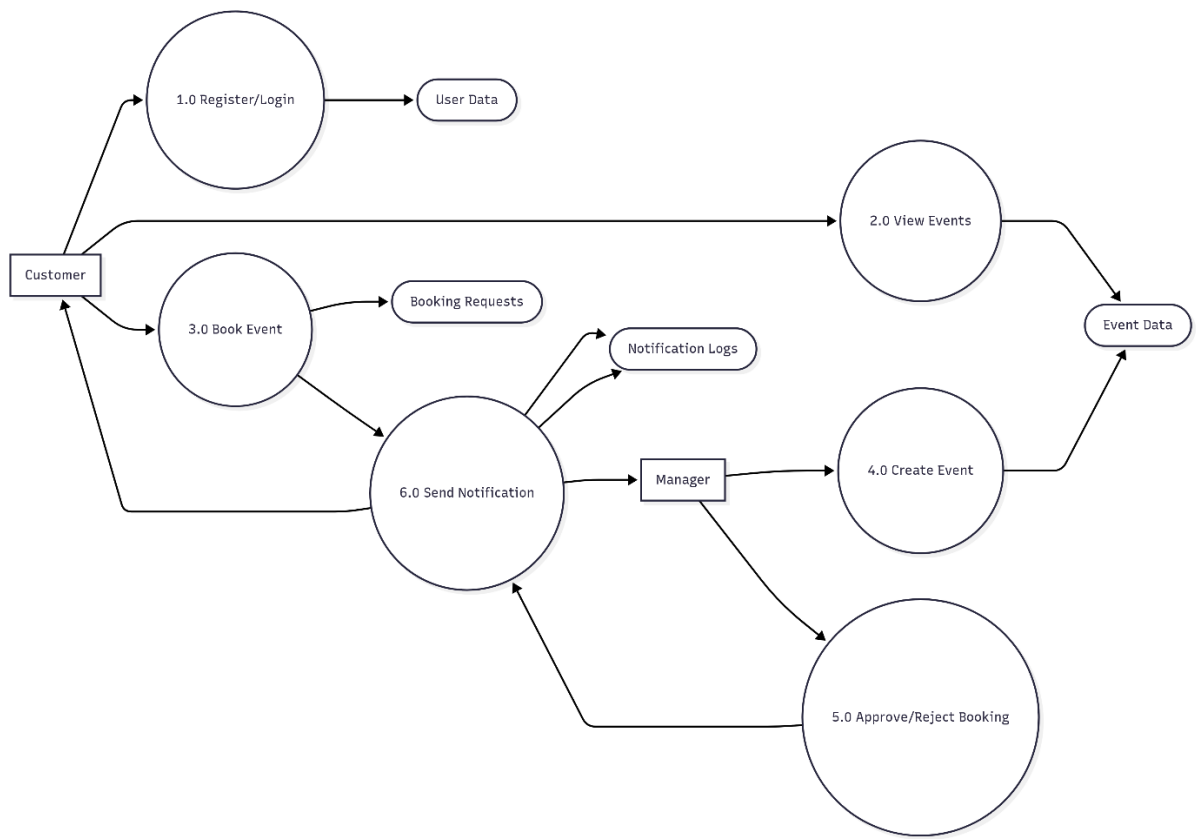 1.0 Register/Login
User Data
2.0 View Events
Customer
Booking Requests
3.0 Book Event
Event Data
Notification Logs
4.0 Create Event
Manager
6.0 Send Notification
5.0 Approve/Reject Booking